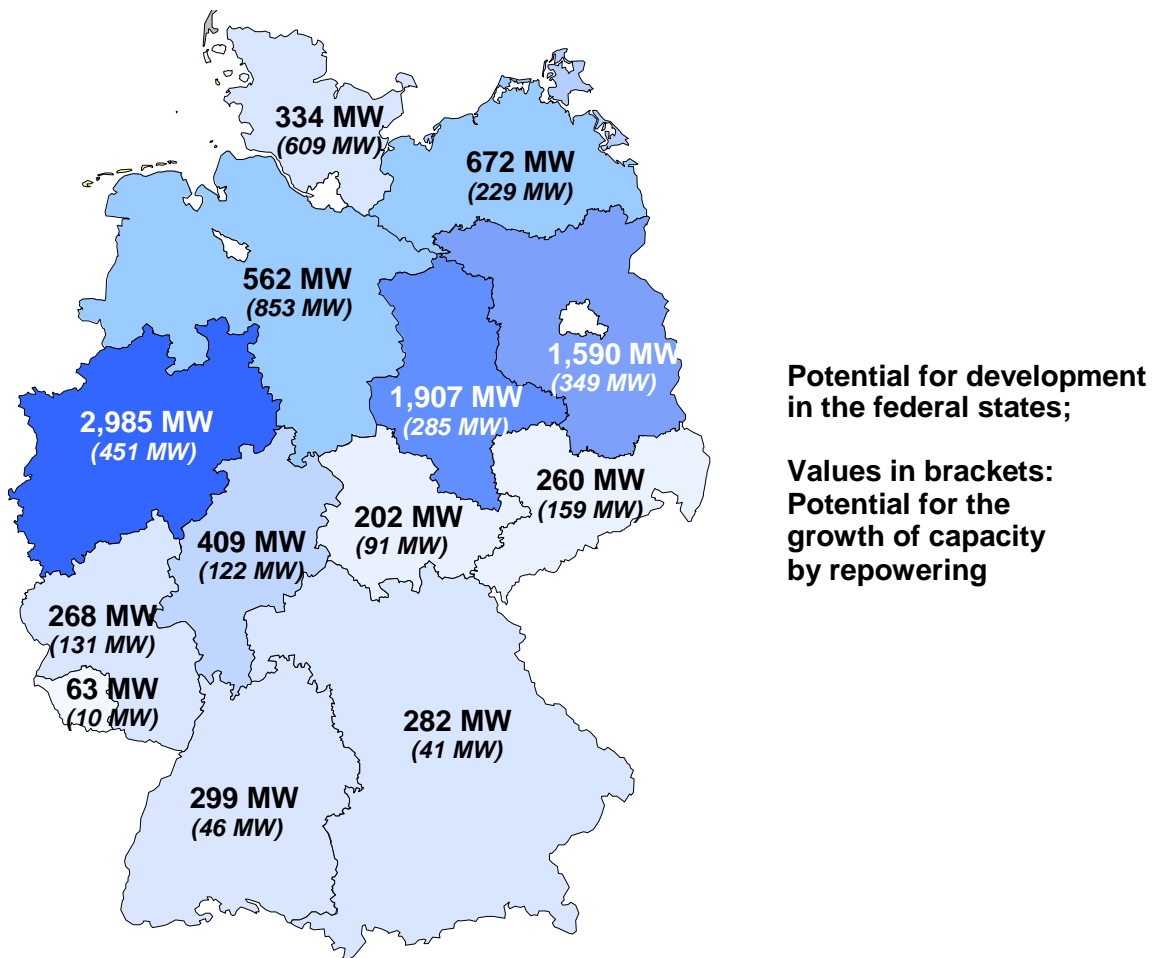 334 MW
(609 MW)
672 MW
(229 MW)
562 MW
(853 MW)
1,590 MW
(349 MW)
1,907 MW
(285 MW)
2,985 MW
(451 MW)
260 MW
(159 MW)
202 MW
(91 MW)
409 MW
(122 MW)
268 MW
(131 MW)
63 MW
(10 MW)
282 MW
(41 MW)
299 MW
(46 MW)
Potential for development
in the federal states;
Values in brackets:
Potential for the
growth of capacity
by repowering